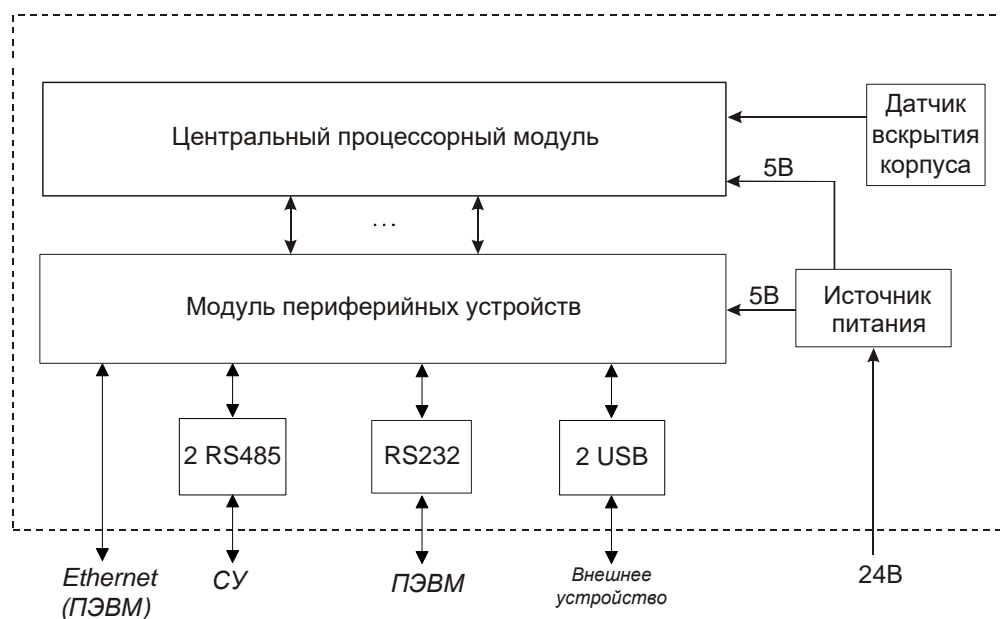 Центральный процессорный модуль
Датчик
вскрытия
корпуса
5В
...
Модуль периферийных устройств
5В
Источник
питания
2 RS485
RS232
2 USB
Ethernet
(ПЭВМ)
СУ
ПЭВМ
Внешнее
устройство
24В